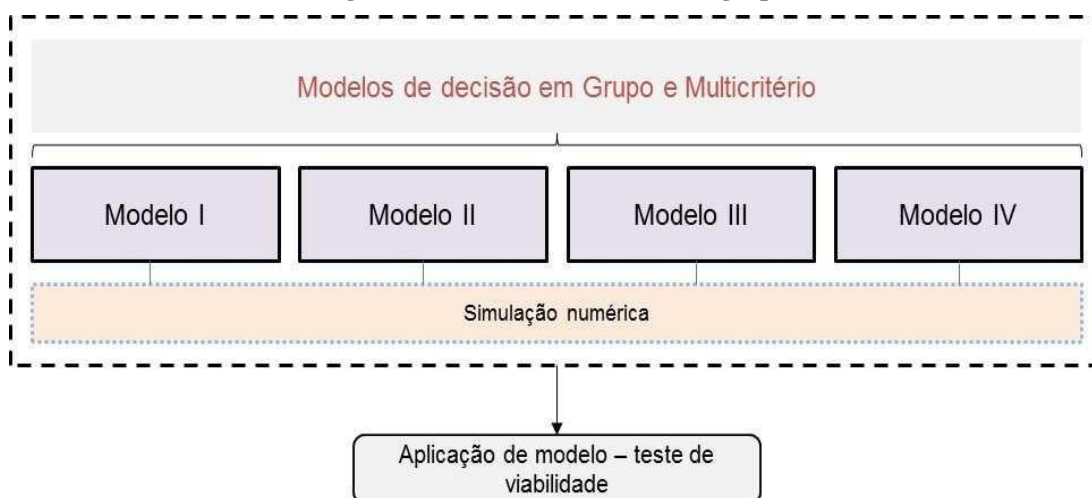 Modelos de decisão em Grupo e Multicritério
Modelo I
Modelo II
Modelo III
Modelo IV
Simulação numérica
Aplicação de modelo – teste de
viabilidade